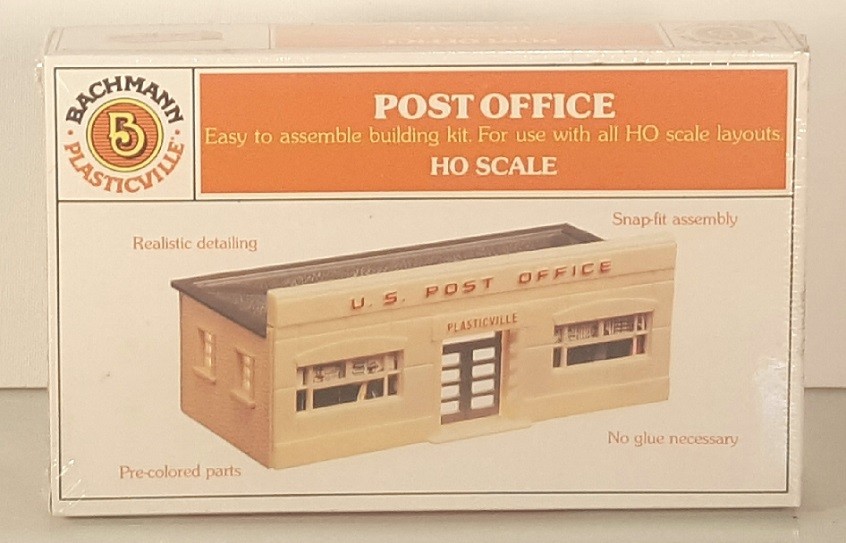 BACHMANN
B
PLASTICVILLE
POST OFFICE
Easy to assemble building kit. For use with all HO scale layouts.
HO SCALE
Realistic detailing
Snap-fit assembly
U. S. POST OFFICE
PLASTICVILLE
No glue necessary
Pre-colored parts